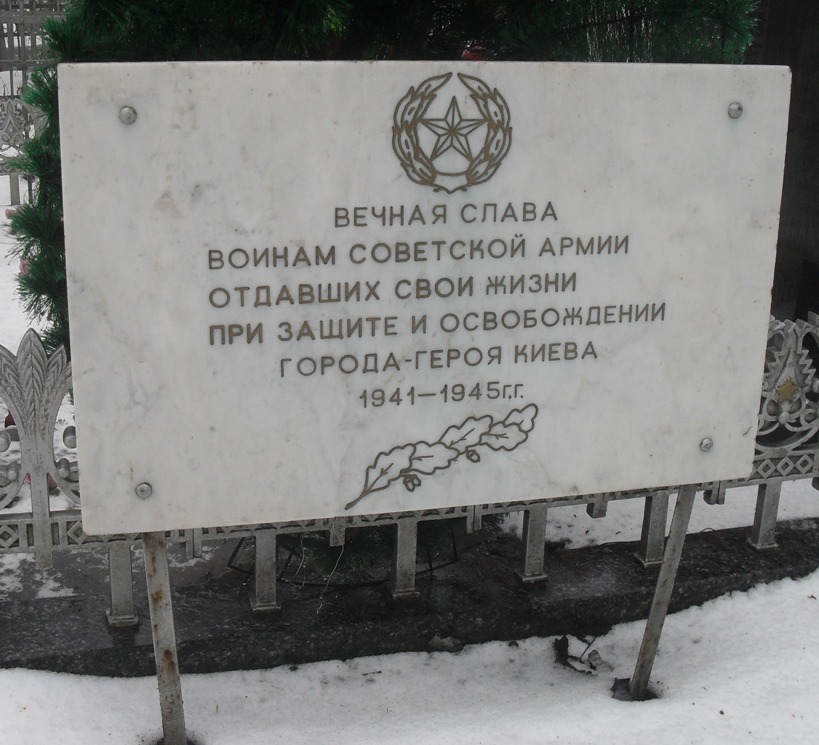 ВЕЧНАЯ СЛАВА
ВОИНАМ СОВЕТСКОЙ АРМИИ
ОТДАВШИХ СВОИ ЖИЗНИ
ПРИ ЗАЩИТЕ И ОСВОБОЖДЕНИИ
ГОРОДА-ГЕРОЯ КИЕВА
1941—1945г.г.